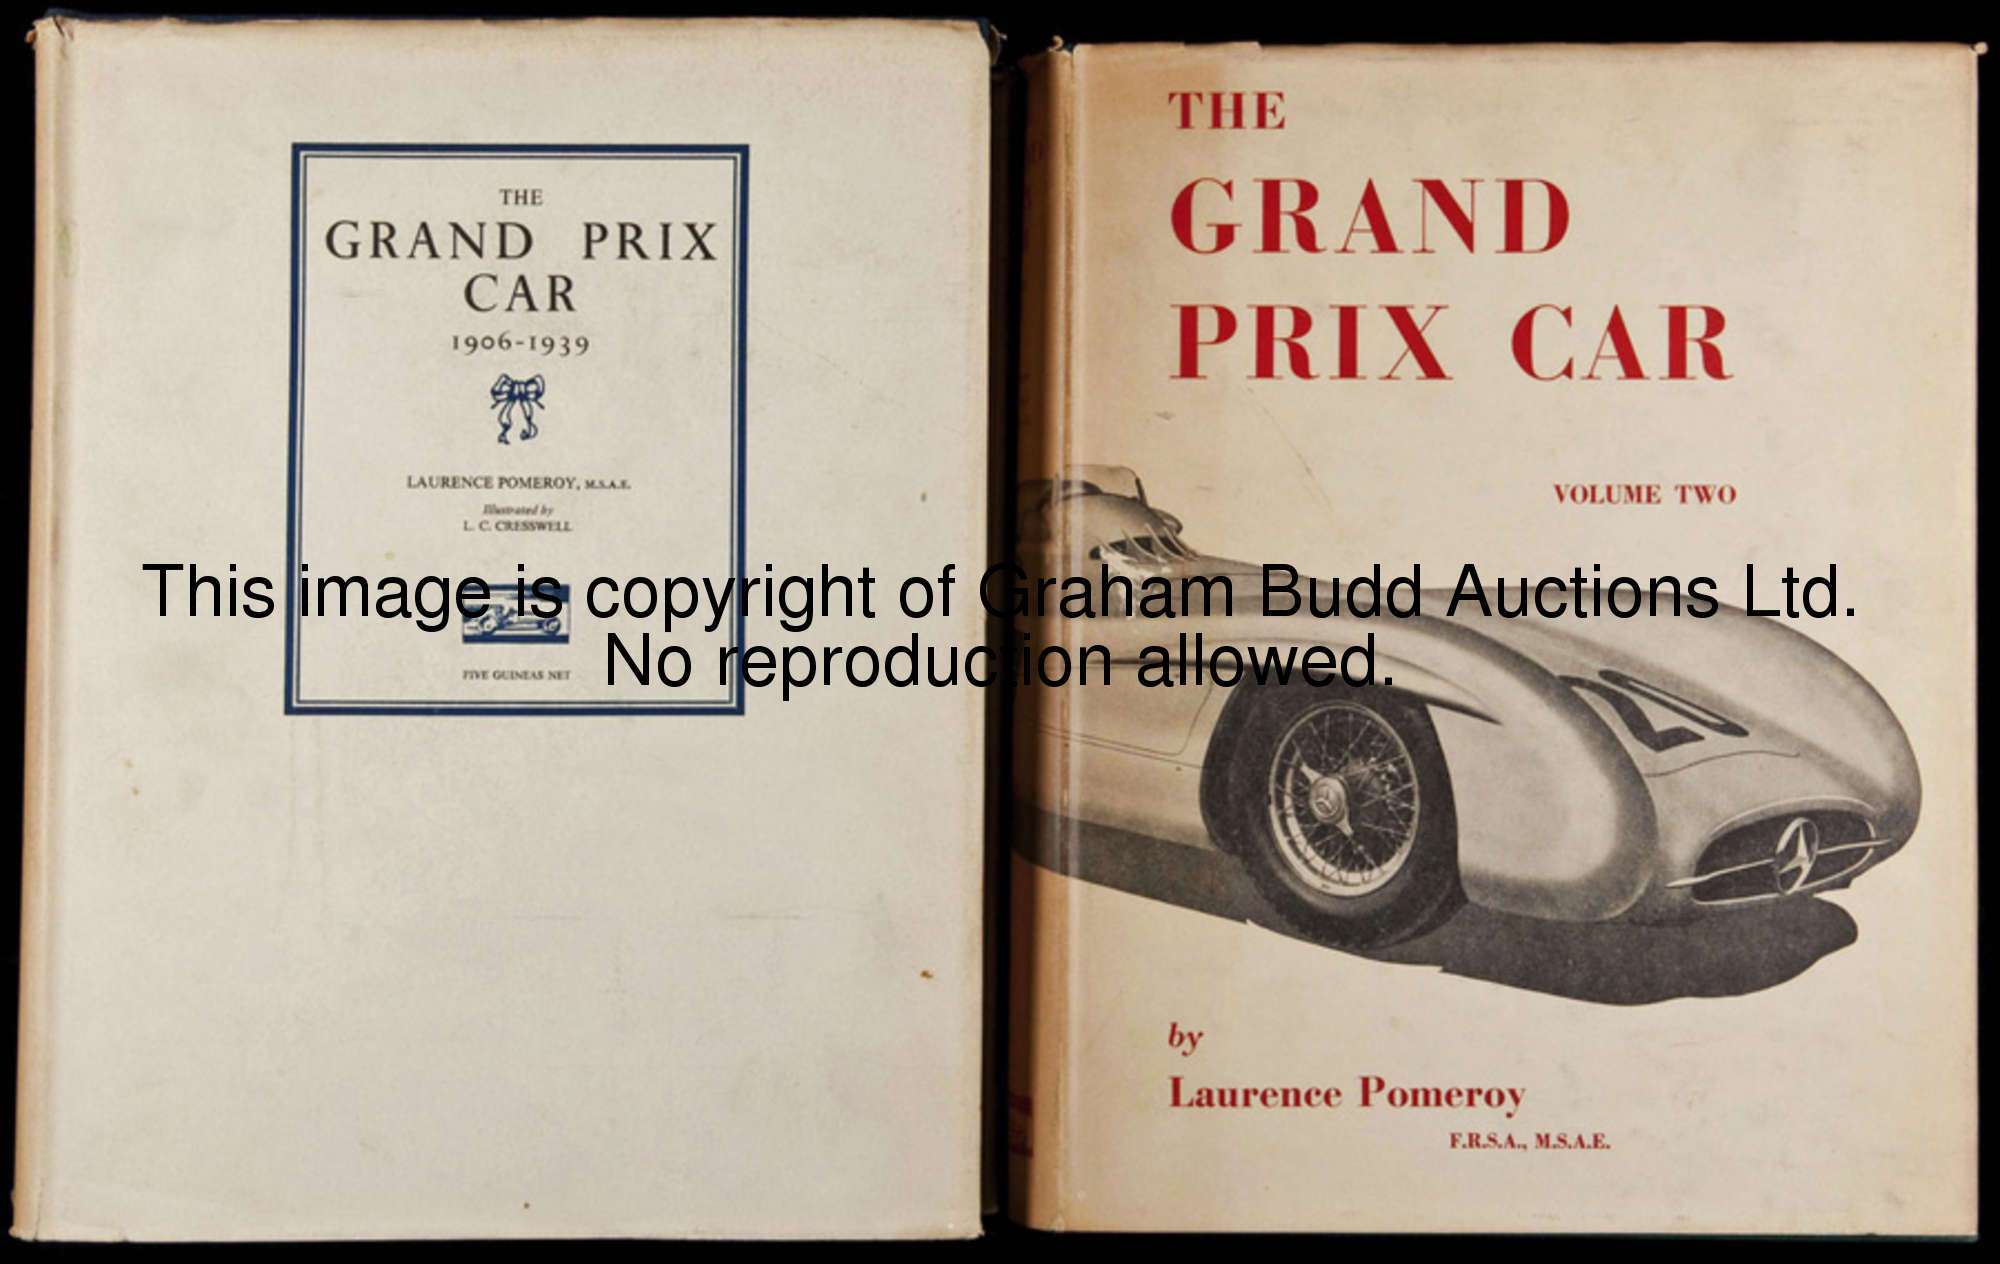 THE
GRAND PRIX
CAR
1906-1939
LAURENCE POMEROY, M.S.A.E.
Illustrated by
L. C. CRESSWELL
FIVE GUINEAS NET
THE
GRAND
PRIX CAR
VOLUME TWO
20
by
Laurence Pomeroy
F.R.S.A., M.S.A.E.
This image is copyright of Graham Budd Auctions Ltd.
No reproduction allowed.